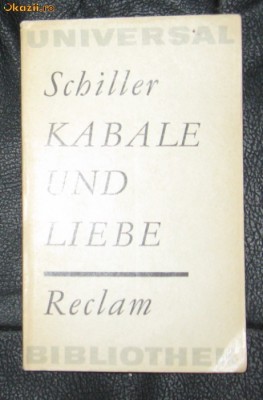 Okazii.ro
UNIVERSAL
Schiller
KABALE
UND
LIEBE
Reclam
BIBLIOTHEK